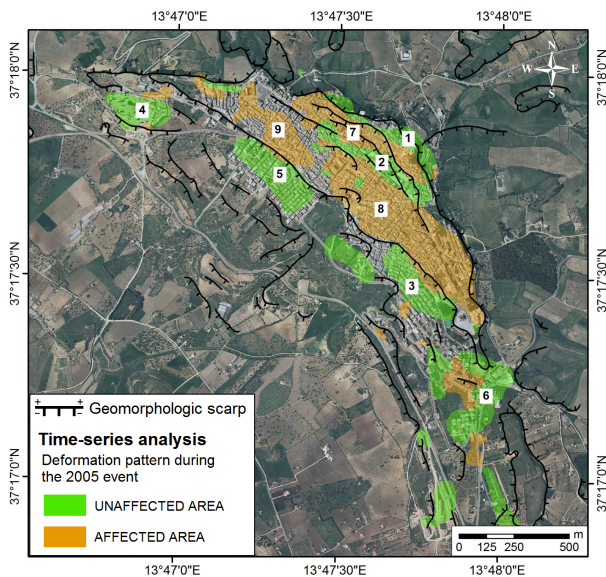 13°47'0"E
13°47'30"E
13°48'0"E
37°18'0"N
37°18'0"N
N
W E
S
4
9
7
1
2
5
8
37°17'30"N
37°17'30"N
3
6
37°17'0"N
37°17'0"N
Geomorphologic scarp
Time-series analysis
Deformation pattern during
the 2005 event
UNAFFECTED AREA
AFFECTED AREA
m
0 125 250 500
13°47'0"E
13°47'30"E
13°48'0"E